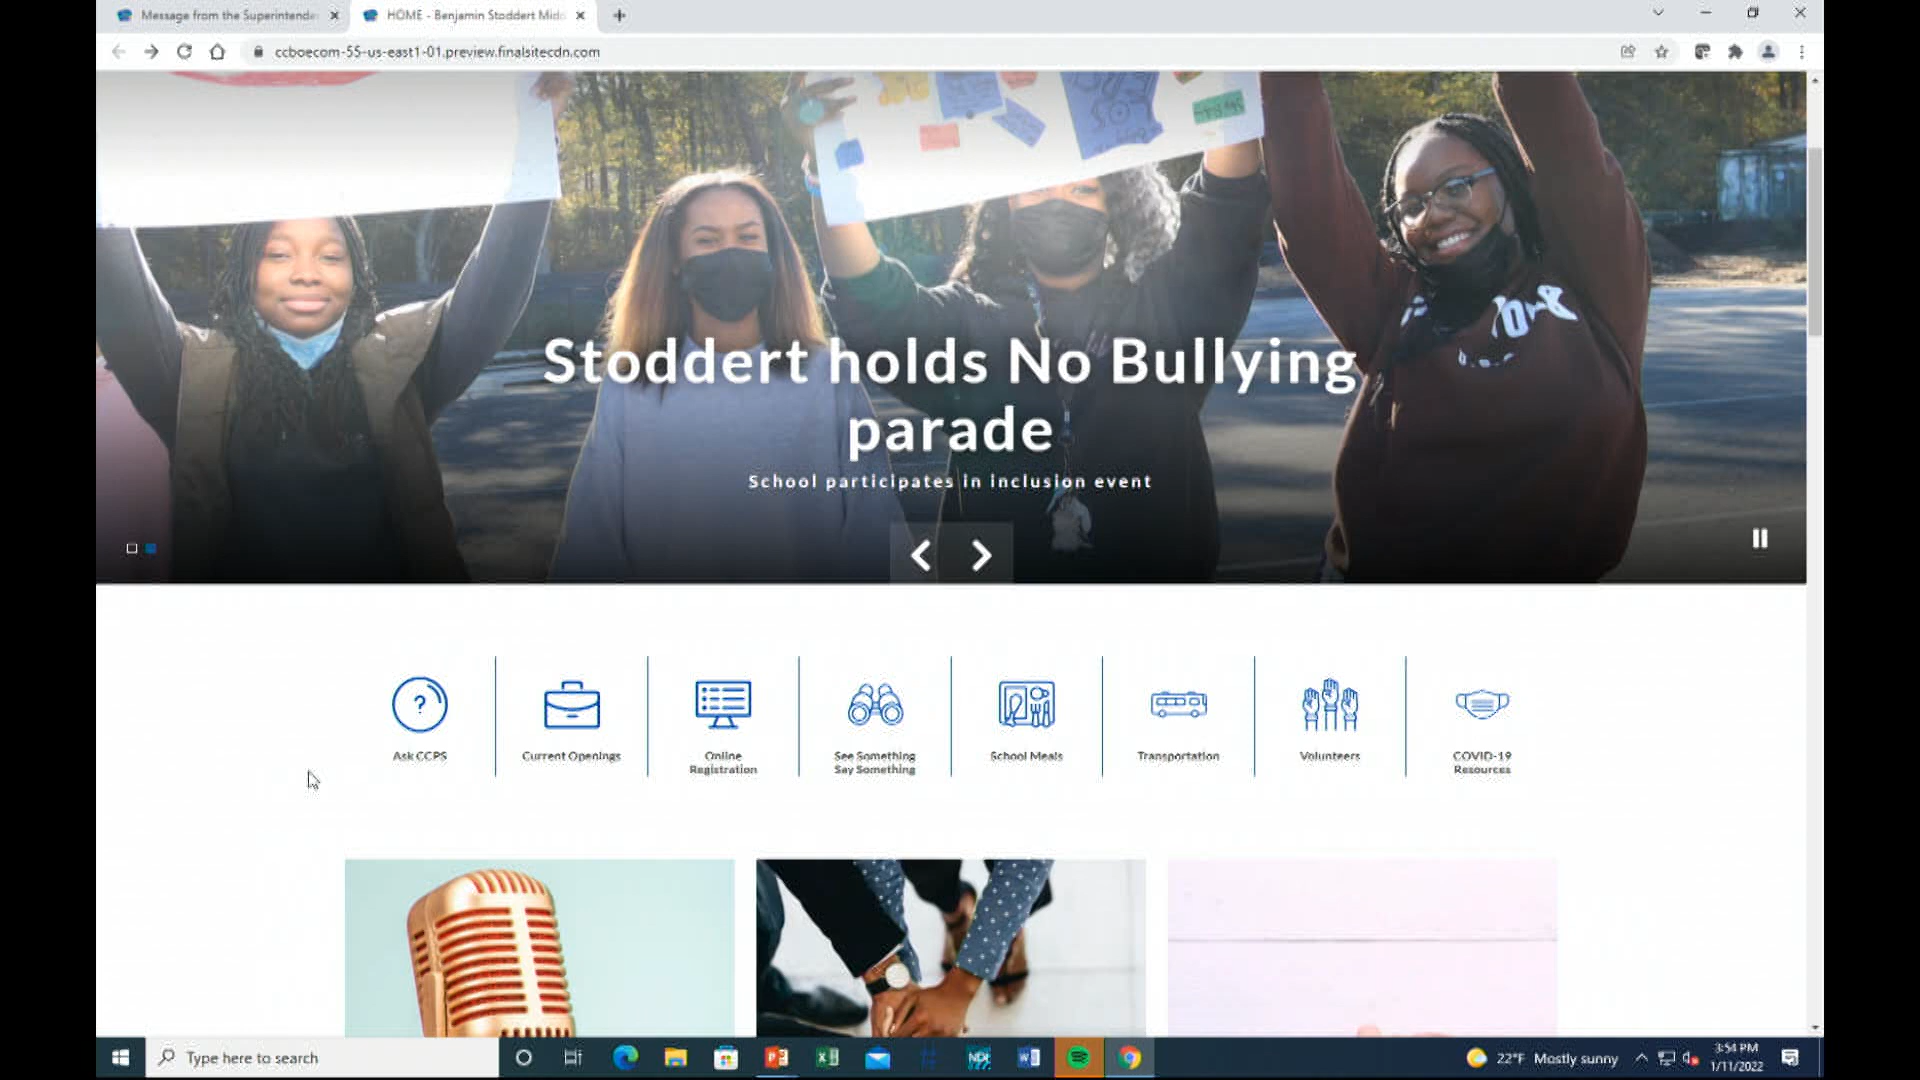 Message from the Superintende
HOME - Benjamin Stoddert Midd
ccboecom-55-us-east1-01.preview.finalsitecdn.com
Stoddert holds No Bullying
parade
School participates in inclusion event
Ask CCPS
Current Openings
Online
Registration
See Something
Say Something
School Meals
Transportation
Volunteers
COVID-19
Resources
Type here to search
22°F Mostly sunny
3:54 PM
1/11/2022